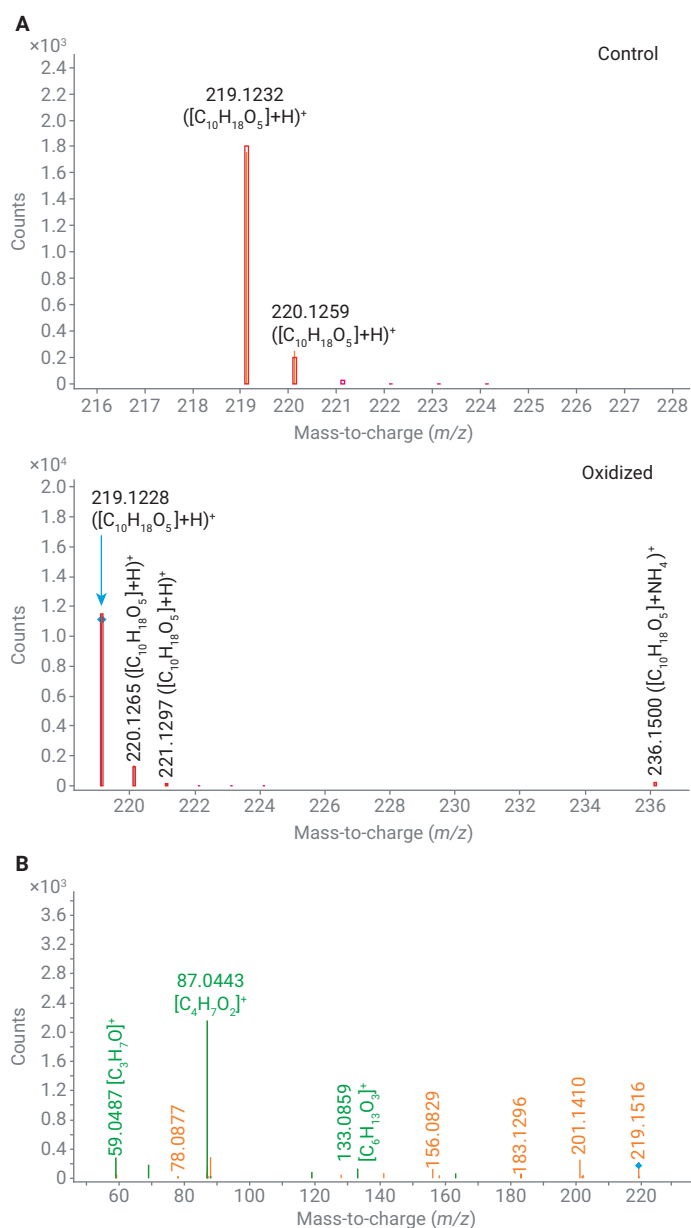 A
×10³
Control
2.4
2.2
2.0
1.8
1.6
1.4
1.2
1.0
0.8
0.6
0.4
0.2
0
Counts
219.1232
([C₁₀H₁₈O₅]+H)⁺
220.1259
([C₁₀H₁₈O₅]+H)⁺
216 217 218 219 220 221 222 223 224 225 226 227 228
Mass-to-charge (m/z)
×10⁴
Oxidized
2.0
1.8
1.6
1.4
1.2
1.0
0.8
0.6
0.4
0.2
0
Counts
219.1228
([C₁₀H₁₈O₅]+H)⁺
220.1265 ([C₁₀H₁₈O₅]+H)⁺
221.1297 ([C₁₀H₁₈O₅]+H)⁺
236.1500 ([C₁₀H₁₈O₅]+NH₄)⁺
220 222 224 226 228 230 232 234 236
Mass-to-charge (m/z)
B
×10³
3.6
3.2
2.8
2.4
2.0
1.6
1.2
0.8
0.4
0
Counts
59.0487 [C₃H₇O]⁺
78.0877
87.0443
[C₄H₇O₂]⁺
133.0859
[C₆H₁₃O₃]⁺
156.0829
183.1296
201.1410
219.1516
60 80 100 120 140 160 180 200 220
Mass-to-charge (m/z)